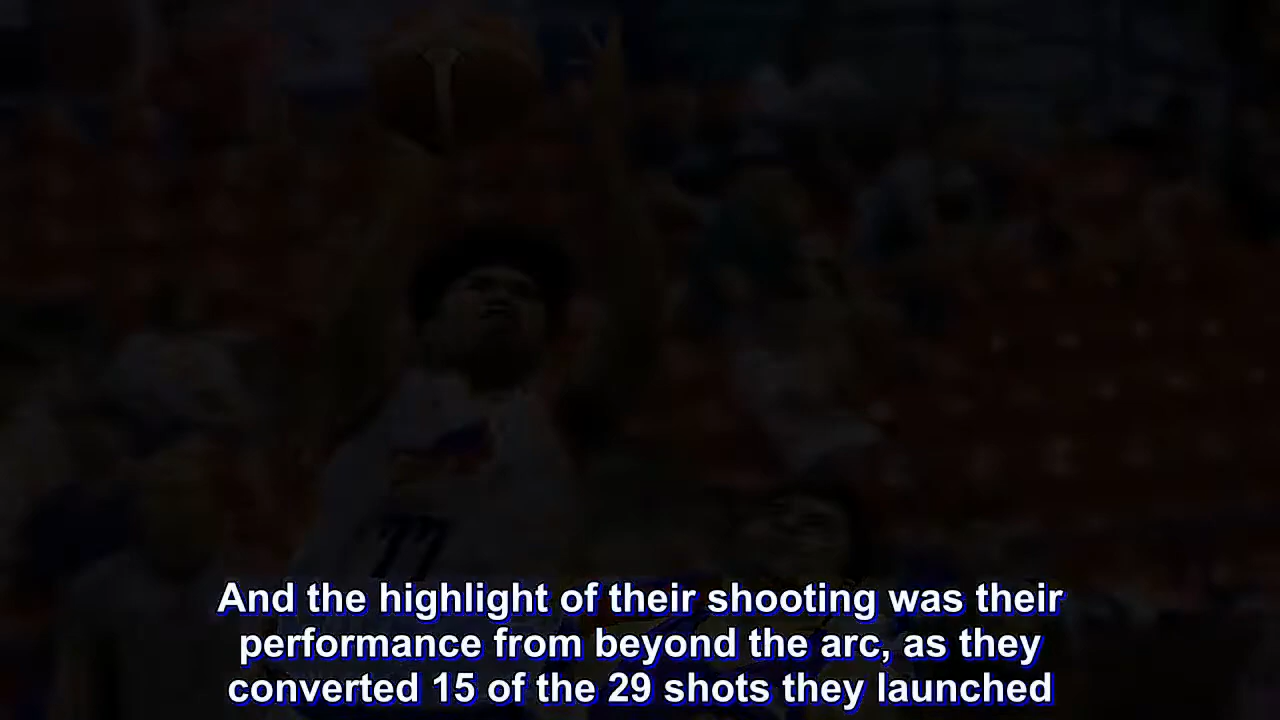 77
And the highlight of their shooting was their
performance from beyond the arc, as they
converted 15 of the 29 shots they launched